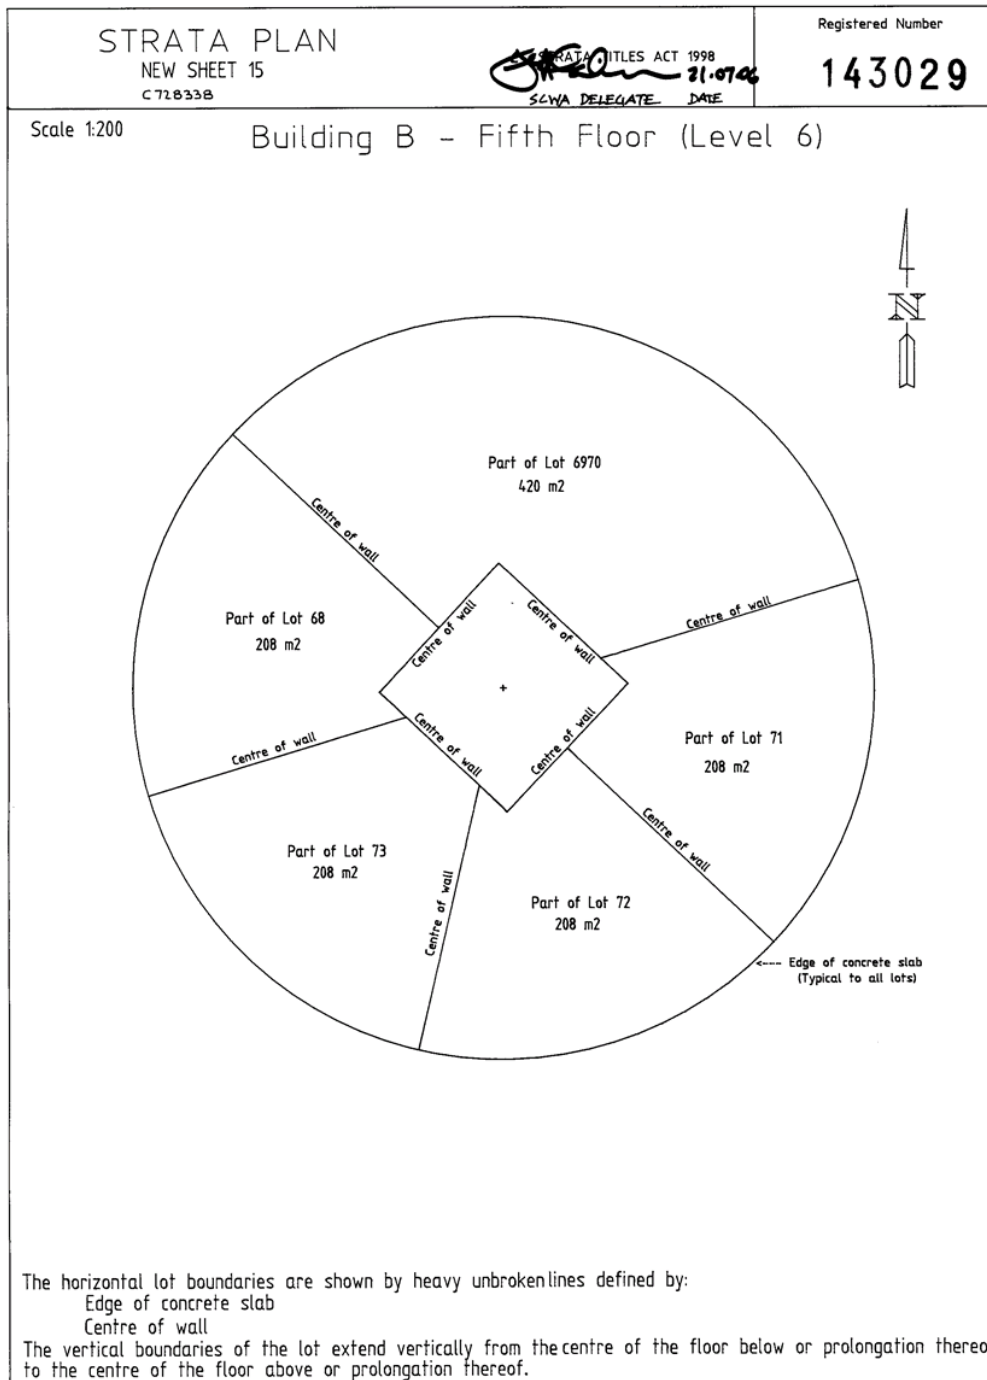 STRATA PLAN
NEW SHEET 15
C728338
STRATA TITLES ACT 1998
21.07.06
SCWA DELEGATE DATE
Registered Number
143029
Scale 1:200
Building B - Fifth Floor (Level 6)
N
Part of Lot 6970
420 m2
Centre of wall
Centre of wall
Centre of wall
Centre of wall
Part of Lot 68
208 m2
Centre of wall
Centre of wall
Centre of wall
Part of Lot 71
208 m2
Centre of wall
Part of Lot 73
208 m2
Centre of wall
Part of Lot 72
208 m2
Edge of concrete slab
(Typical to all lots)
The horizontal lot boundaries are shown by heavy unbroken lines defined by:
Edge of concrete slab
Centre of wall
The vertical boundaries of the lot extend vertically from the centre of the floor below or prolongation thereo
to the centre of the floor above or prolongation thereof.